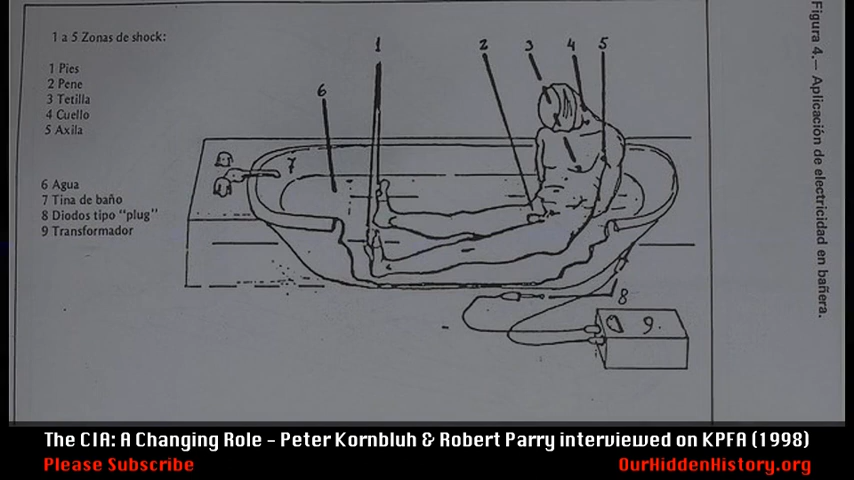 1 a 5 Zonas de shock:
1 Pies
2 Pene
3 Tetilla
4 Cuello
5 Axila
6 Agua
7 Tina de baño
8 Diodos tipo "plug"
9 Transformador
1
2
3
4
5
6
7
8
9
Figura 4.— Aplicación de electricidad en bañera.
The CIA: A Changing Role - Peter Kornbluh & Robert Parry interviewed on KPFA (1998)
Please Subscribe
OurHiddenHistory.org